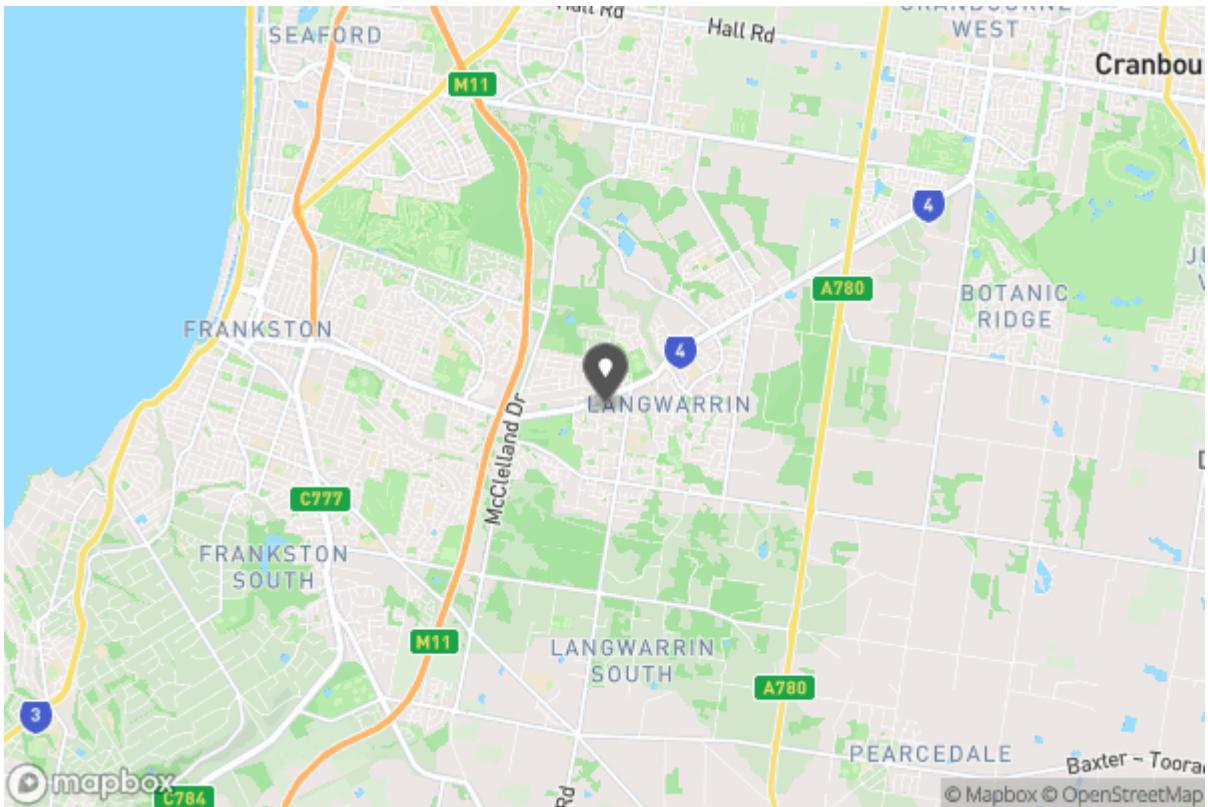 Hall Rd
SEAFORD
Hall Rd
CRANBOURNE
WEST
Cranbou
M11
4
A780
BOTANIC
RIDGE
FRANKSTON
4
LANGWARRIN
McClelland Dr
C777
FRANKSTON
SOUTH
M11
LANGWARRIN
SOUTH
A780
3
PEARCEDALE
Baxter – Toorad
mapbox
C784
Rd
© Mapbox © OpenStreetMap